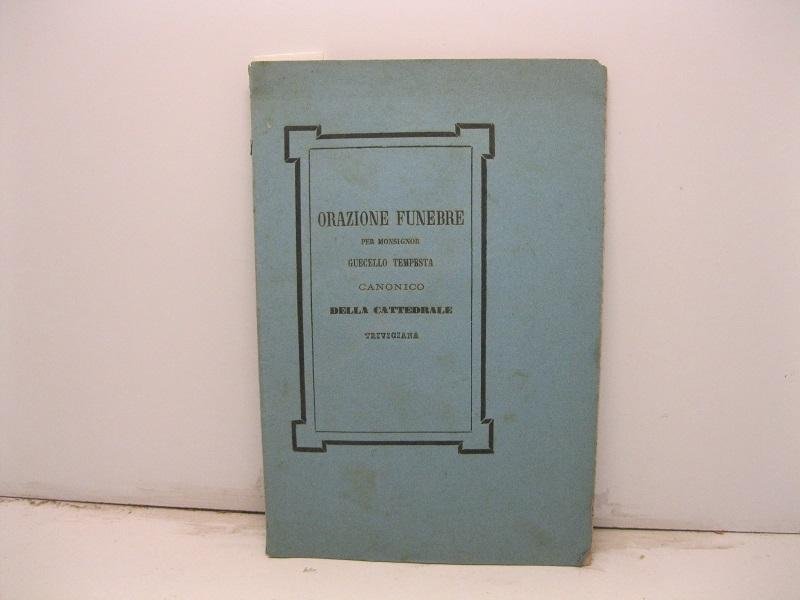 ORAZIONE FUNEBRE
PER MONSIGNOR
GUECELLO TEMPESTA
CANONICO
DELLA CATTEDRALE
TRIVIGIANA